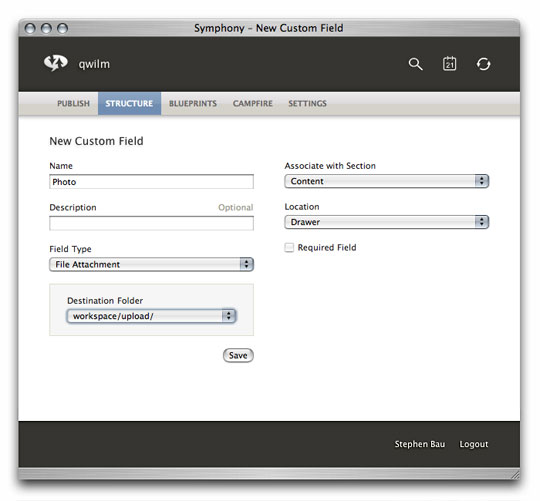 Symphony – New Custom Field
qwilm
21
PUBLISH STRUCTURE BLUEPRINTS CAMPFIRE SETTINGS
New Custom Field
Name
Photo
Description Optional
Field Type
File Attachment
Destination Folder
workspace/upload/
Save
Associate with Section
Content
Location
Drawer
Required Field
Stephen Bau Logout